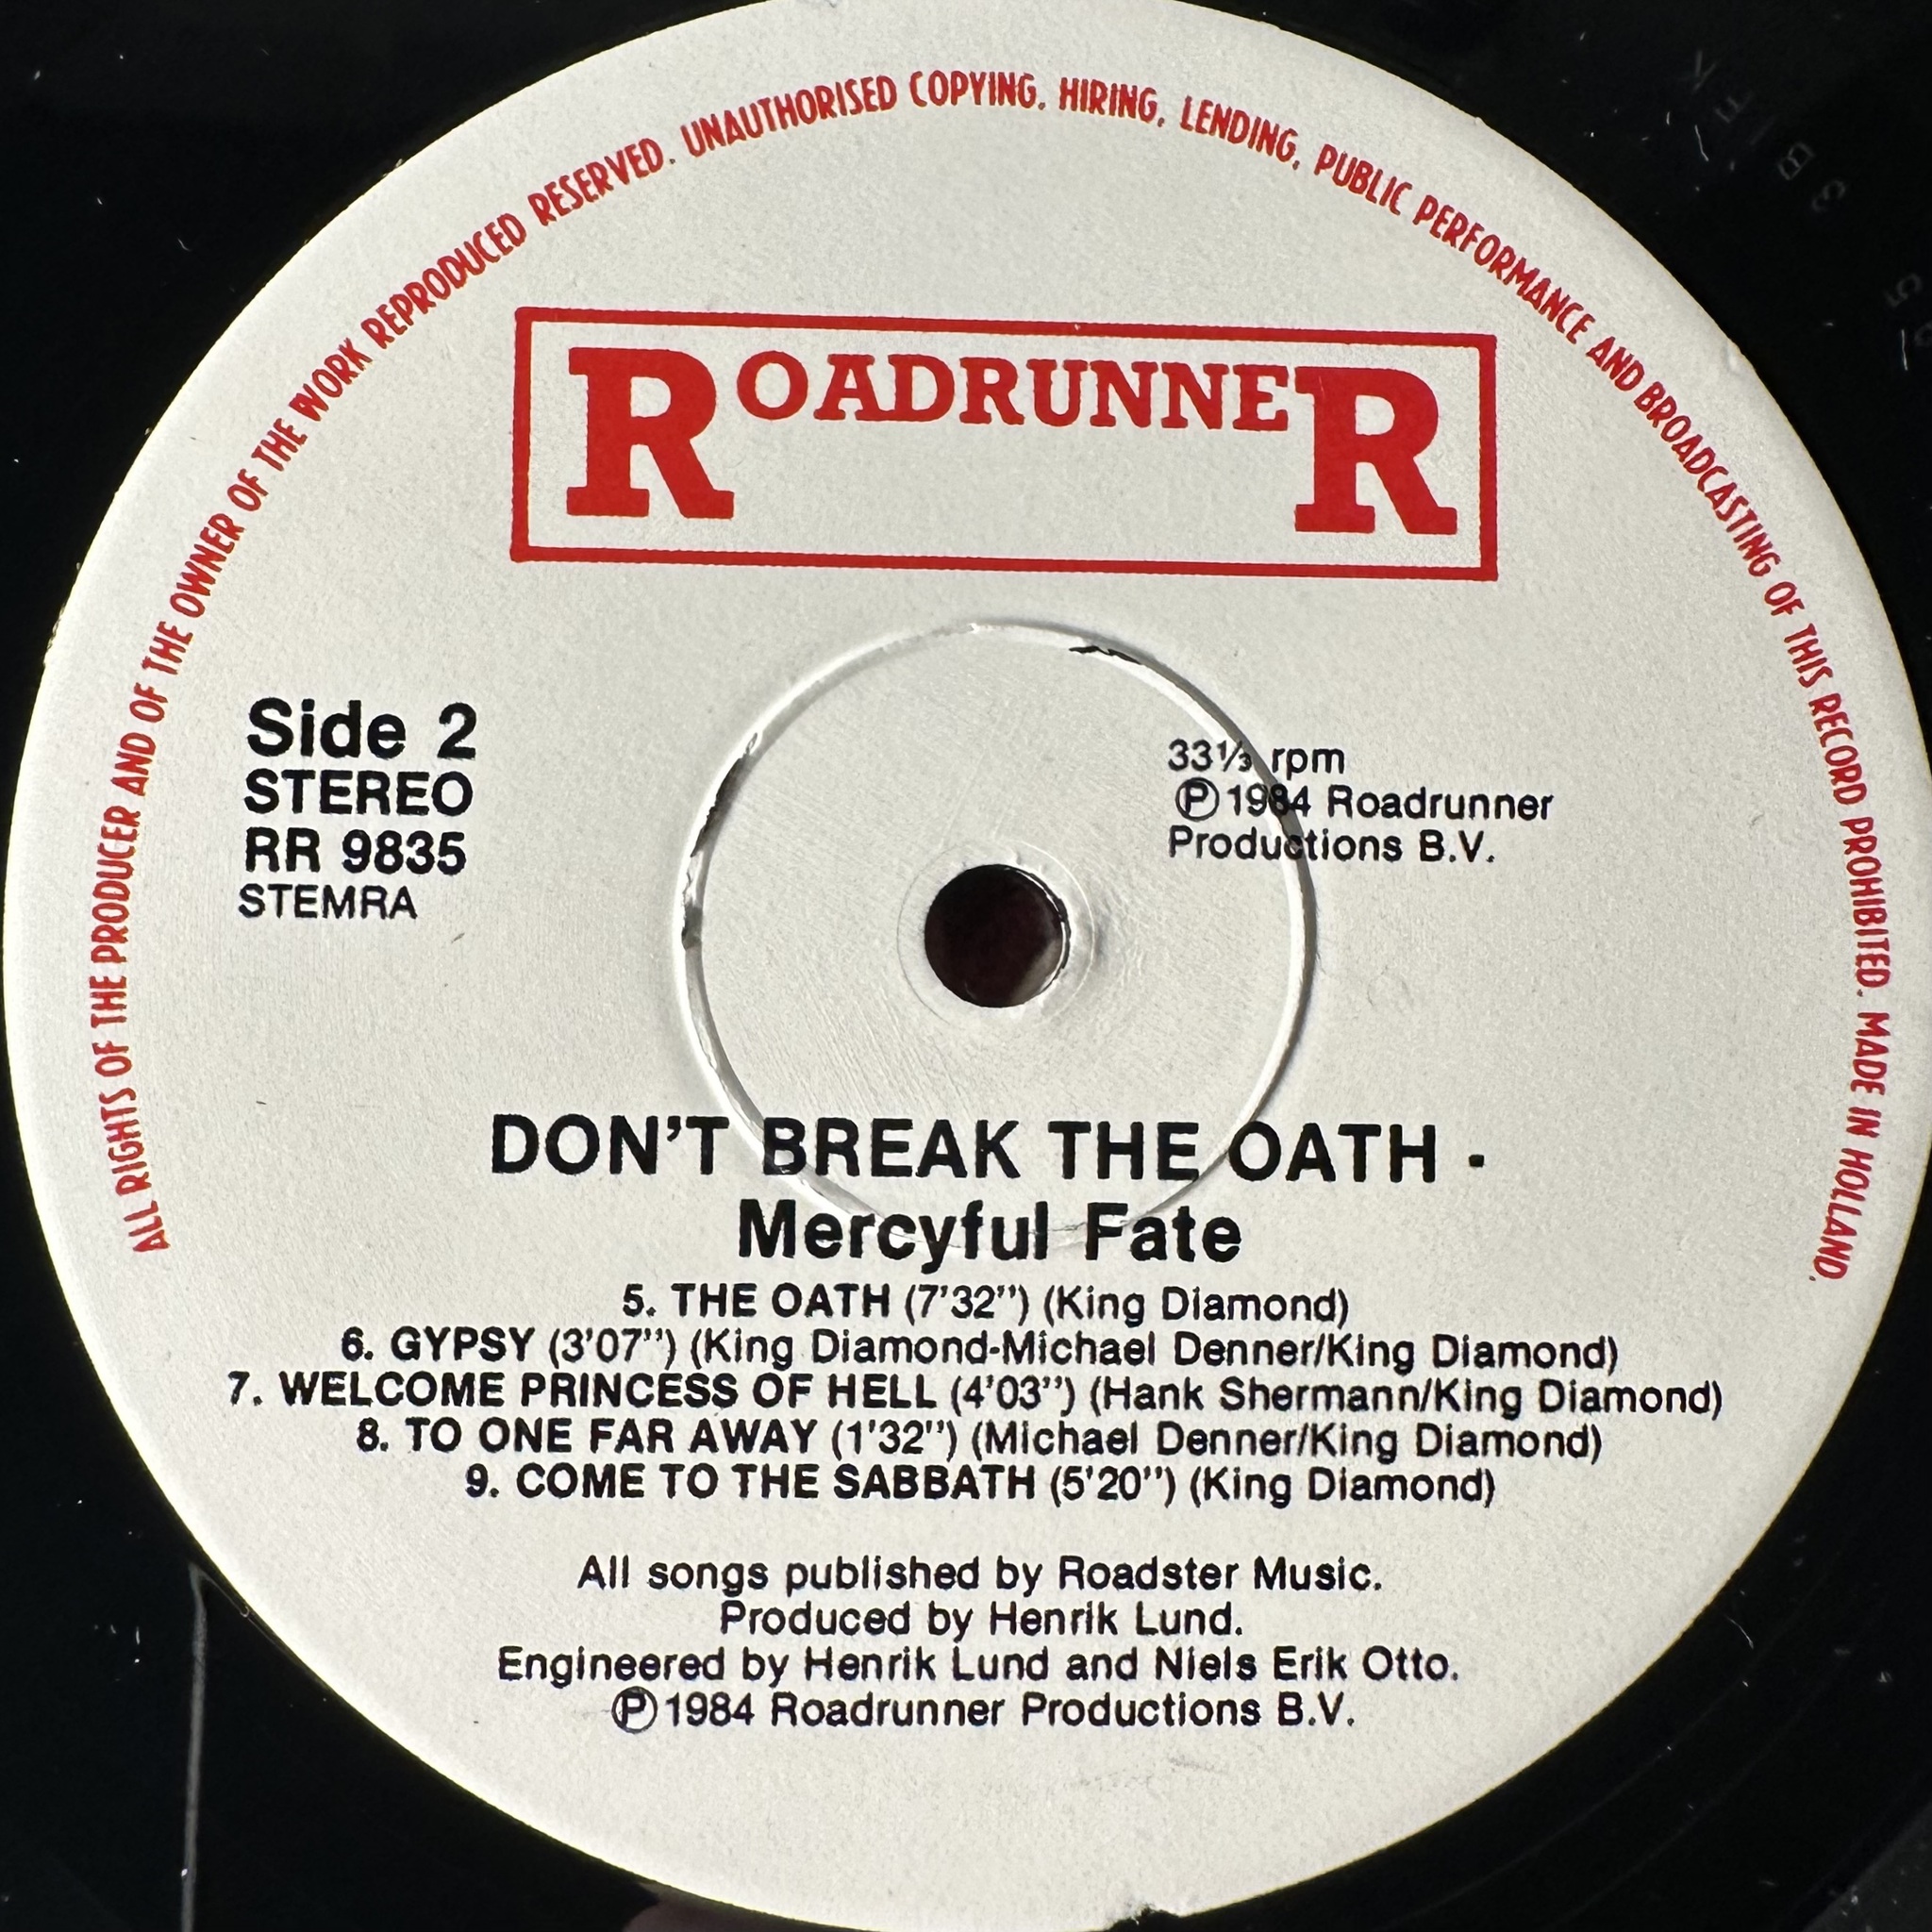 ALL RIGHTS OF THE PRODUCER AND OF THE OWNER OF THE WORK REPRODUCED RESERVED. UNAUTHORISED COPYING. HIRING. LENDING. PUBLIC PERFORMANCE AND BROADCASTING OF THIS RECORD PROHIBITED. MADE IN HOLLAND.
ROADRUNNER
Side 2
STEREO
RR 9835
STEMRA
33⅓ rpm
℗ 1984 Roadrunner
Productions B.V.
DON'T BREAK THE OATH -
Mercyful Fate
5. THE OATH (7'32'') (King Diamond)
6. GYPSY (3'07'') (King Diamond-Michael Denner/King Diamond)
7. WELCOME PRINCESS OF HELL (4'03'') (Hank Shermann/King Diamond)
8. TO ONE FAR AWAY (1'32'') (Michael Denner/King Diamond)
9. COME TO THE SABBATH (5'20'') (King Diamond)
All songs published by Roadster Music.
Produced by Henrik Lund.
Engineered by Henrik Lund and Niels Erik Otto.
℗ 1984 Roadrunner Productions B.V.